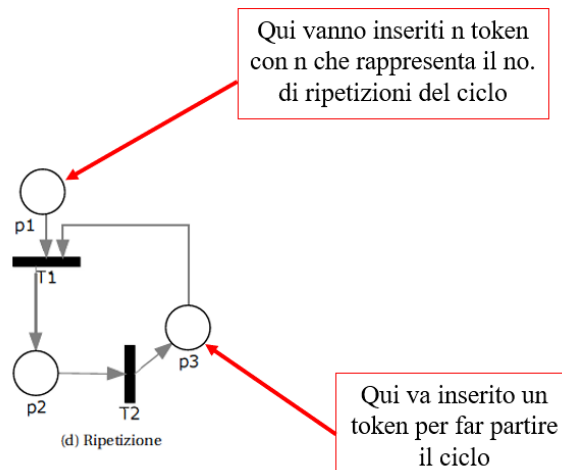 Qui vanno inseriti n token
con n che rappresenta il no.
di ripetizioni del ciclo
p1
T1
p3
p2
T2
(d) Ripetizione
Qui va inserito un
token per far partire
il ciclo